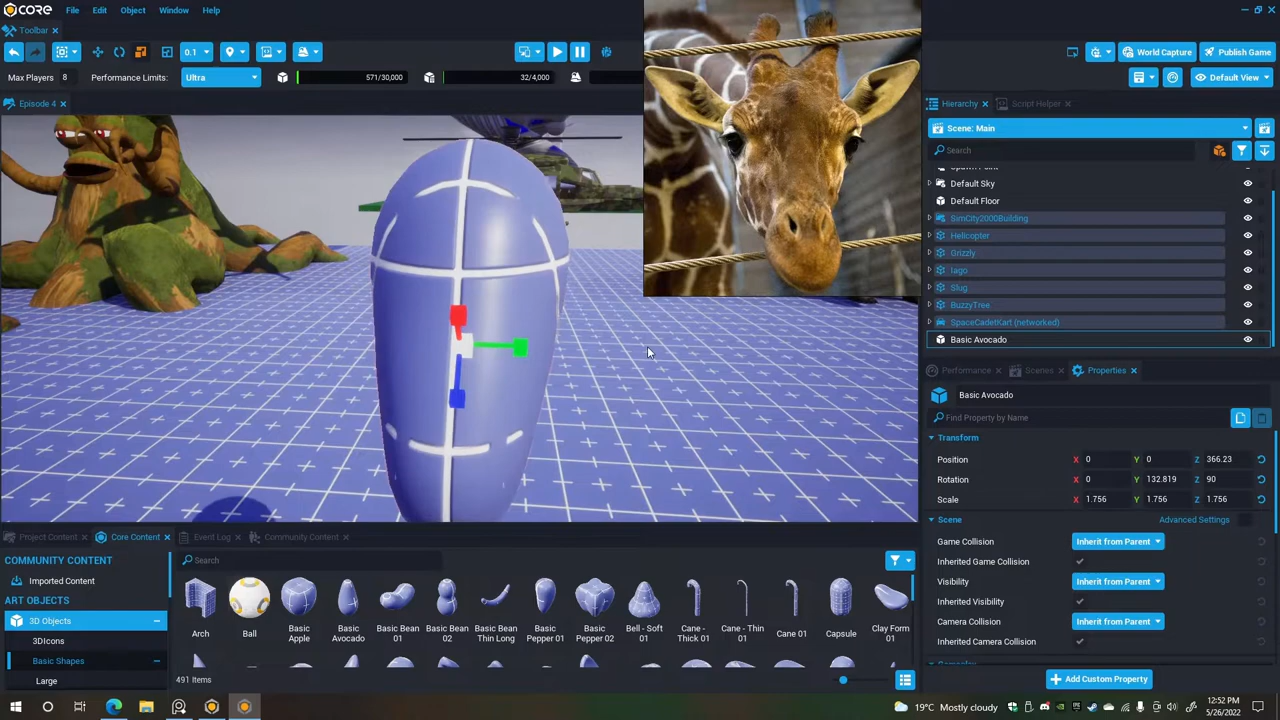 CORE File Edit Object Window Help
Toolbar
0.1 World Capture Publish Game
Max Players 8 Performance Limits: Ultra 571/30,000 32/4,000 Default View
Episode 4 Hierarchy Script Helper
Scene: Main
Search
Default Sky
Default Floor
SimCity2000Building
Helicopter
Grizzly
Iago
Slug
BuzzyTree
SpaceCadetKart (networked)
Basic Avocado
Performance Scenes Properties
Basic Avocado
Find Property by Name
Transform
Position X 0 Y 0 Z 366.23
Rotation X 0 Y 132.819 Z 90
Scale X 1.756 Y 1.756 Z 1.756
Scene Advanced Settings
Game Collision Inherit from Parent
Inherited Game Collision
Visibility Inherit from Parent
Inherited Visibility
Camera Collision Inherit from Parent
Inherited Camera Collision
Add Custom Property
Project Content Core Content Event Log Community Content
COMMUNITY CONTENT
Imported Content
ART OBJECTS
3D Objects
3DIcons
Basic Shapes
Large
Search
Arch Ball Basic Apple Basic Avocado Basic Bean 01 Basic Bean 02 Basic Bean Thin Long Basic Pepper 01 Basic Pepper 02 Bell - Soft 01 Cane - Thick 01 Cane - Thin 01 Cane 01 Capsule Clay Form 01
491 Items
19°C Mostly cloudy 12:52 PM
5/26/2022